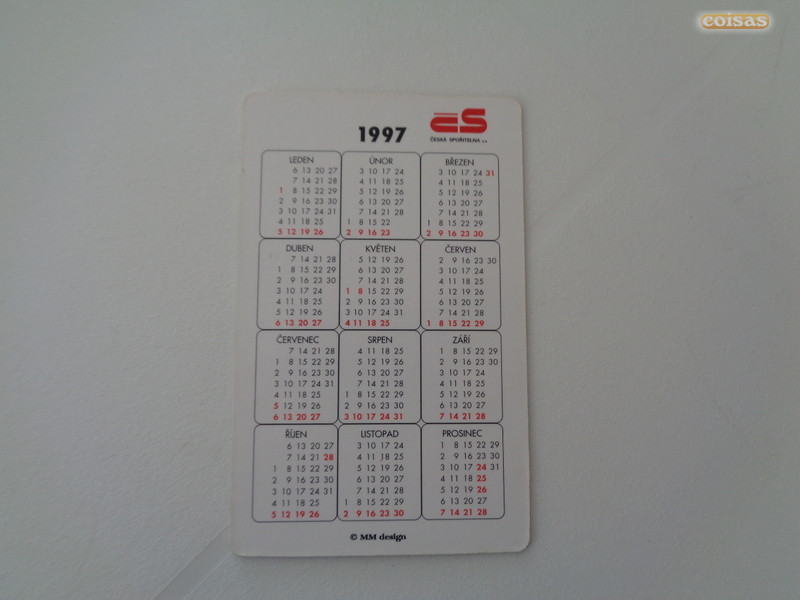 coisas
1997
ČS
ČESKÁ SPOŘITELNA a.s.
LEDEN
6 13 20 27
7 14 21 28
1 8 15 22 29
2 9 16 23 30
3 10 17 24 31
4 11 18 25
5 12 19 26
ÚNOR
3 10 17 24
4 11 18 25
5 12 19 26
6 13 20 27
7 14 21 28
1 8 15 22
2 9 16 23
BŘEZEN
3 10 17 24 31
4 11 18 25
5 12 19 26
6 13 20 27
7 14 21 28
1 8 15 22 29
2 9 16 23 30
DUBEN
7 14 21 28
1 8 15 22 29
2 9 16 23 30
3 10 17 24
4 11 18 25
5 12 19 26
6 13 20 27
KVĚTEN
5 12 19 26
6 13 20 27
7 14 21 28
1 8 15 22 29
2 9 16 23 30
3 10 17 24 31
4 11 18 25
ČERVEN
2 9 16 23 30
3 10 17 24
4 11 18 25
5 12 19 26
6 13 20 27
7 14 21 28
1 8 15 22 29
ČERVENEC
7 14 21 28
1 8 15 22 29
2 9 16 23 30
3 10 17 24 31
4 11 18 25
5 12 19 26
6 13 20 27
SRPEN
4 11 18 25
5 12 19 26
6 13 20 27
7 14 21 28
1 8 15 22 29
2 9 16 23 30
3 10 17 24 31
ZÁŘÍ
1 8 15 22 29
2 9 16 23 30
3 10 17 24
4 11 18 25
5 12 19 26
6 13 20 27
7 14 21 28
ŘÍJEN
6 13 20 27
7 14 21 28
1 8 15 22 29
2 9 16 23 30
3 10 17 24 31
4 11 18 25
5 12 19 26
LISTOPAD
3 10 17 24
4 11 18 25
5 12 19 26
6 13 20 27
7 14 21 28
1 8 15 22 29
2 9 16 23 30
PROSINEC
1 8 15 22 29
2 9 16 23 30
3 10 17 24 31
4 11 18 25
5 12 19 26
6 13 20 27
7 14 21 28
© MM design